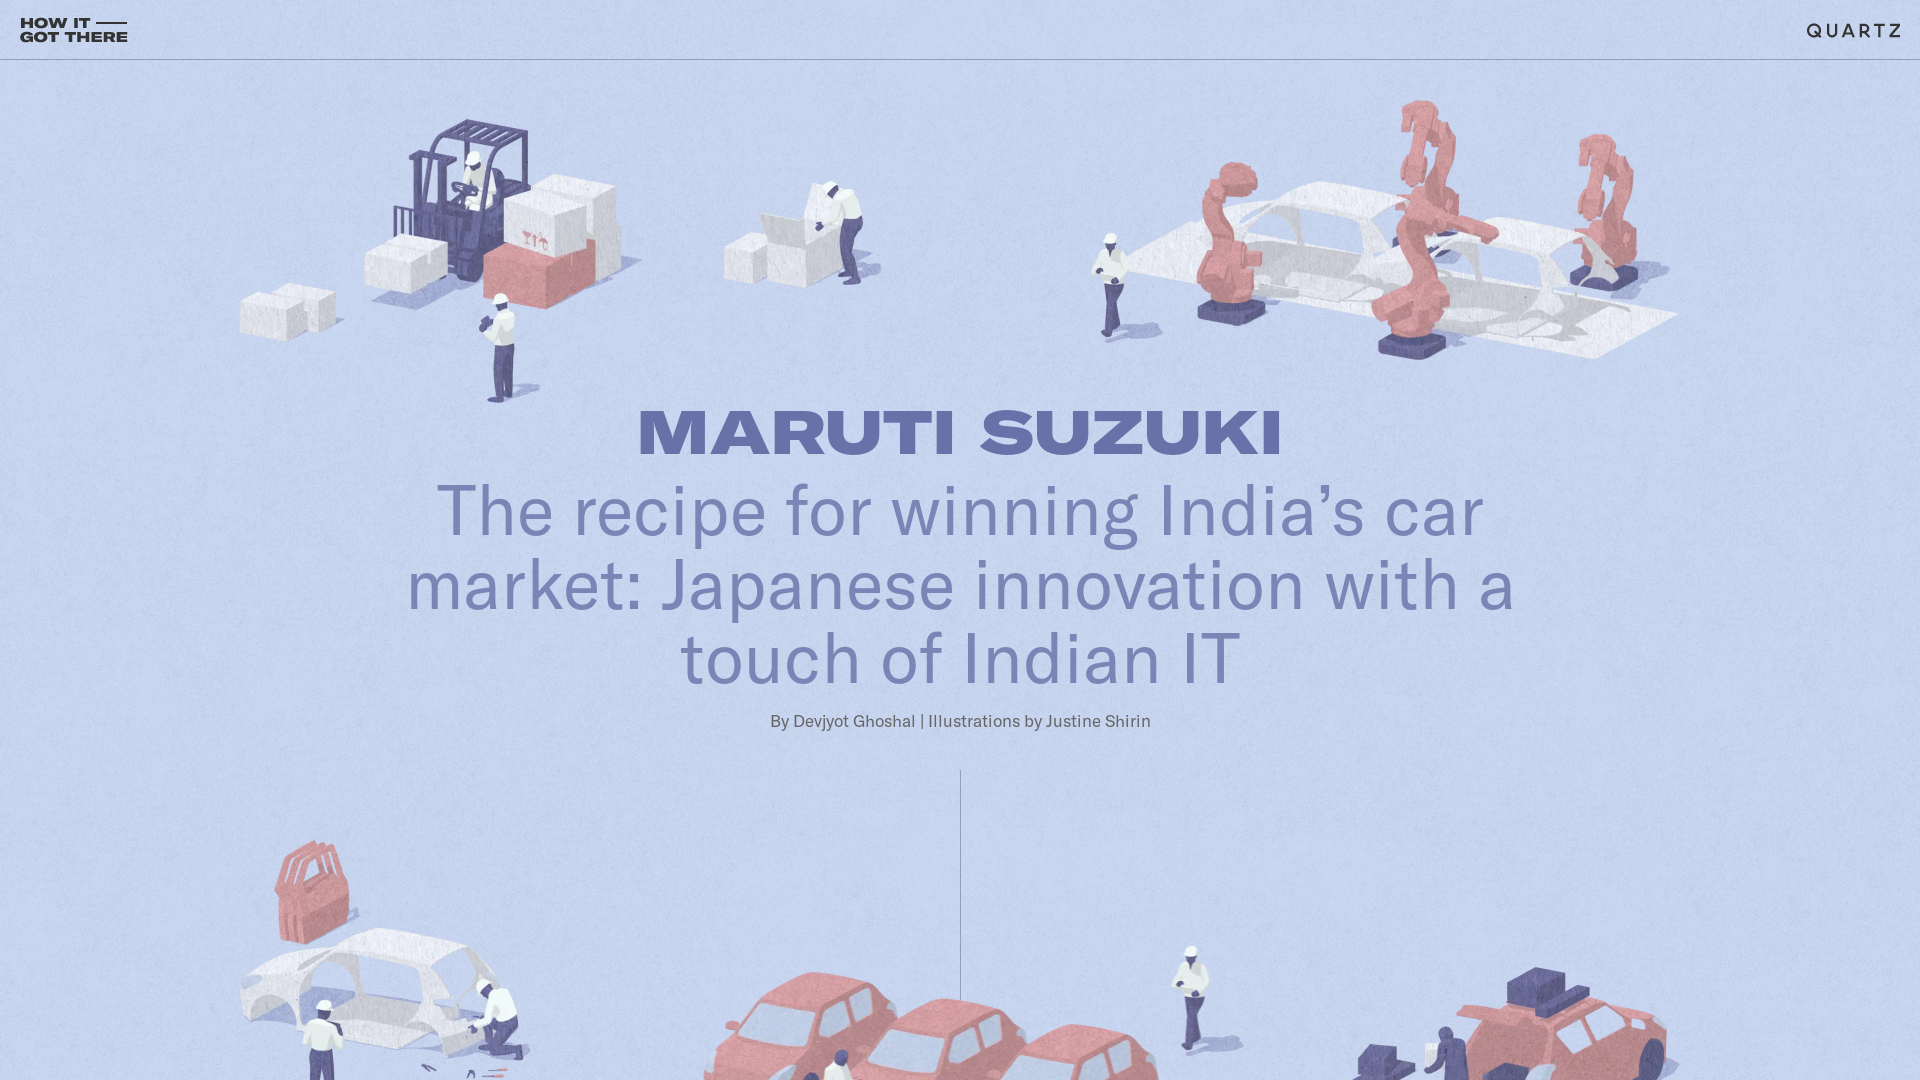 HOW IT
GOT THERE
QUARTZ
MARUTI SUZUKI
The recipe for winning India’s car
market: Japanese innovation with a
touch of Indian IT
By Devjyot Ghoshal | Illustrations by Justine Shirin